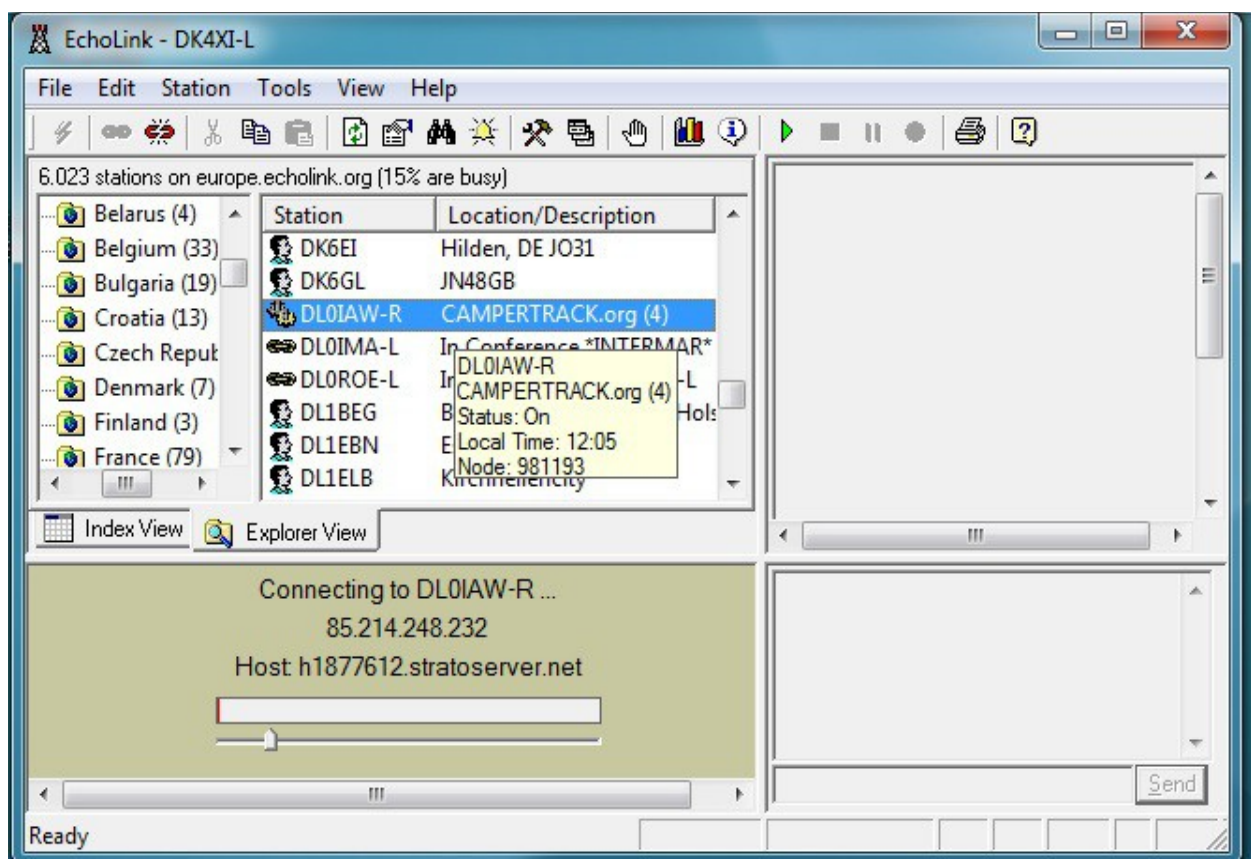 EchoLink - DK4XI-L
File Edit Station Tools View Help
6.023 stations on europe.echolink.org (15% are busy)
Belarus (4)
Belgium (33)
Bulgaria (19)
Croatia (13)
Czech Repub
Denmark (7)
Finland (3)
France (79)
Station Location/Description
DK6EI Hilden, DE JO31
DK6GL JN48GB
DL0IAW-R CAMPERTRACK.org (4)
DL0IMA-L In Conference *INTERMAR*
DL0ROE-L -L
DL1BEG Hols
DL1EBN
DL1ELB
DL0IAW-R
CAMPERTRACK.org (4)
Status: On
Local Time: 12:05
Node: 981193
Index View Explorer View
Connecting to DL0IAW-R ...
85.214.248.232
Host: h1877612.stratoserver.net
Send
Ready